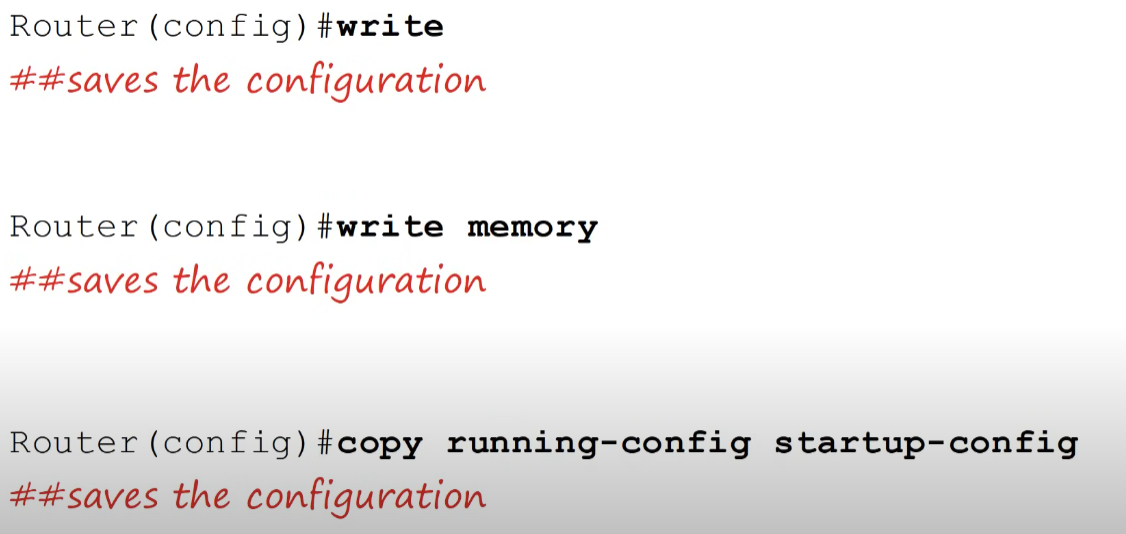 Router(config)#write
##saves the configuration
Router(config)#write memory
##saves the configuration
Router(config)#copy running-config startup-config
##saves the configuration